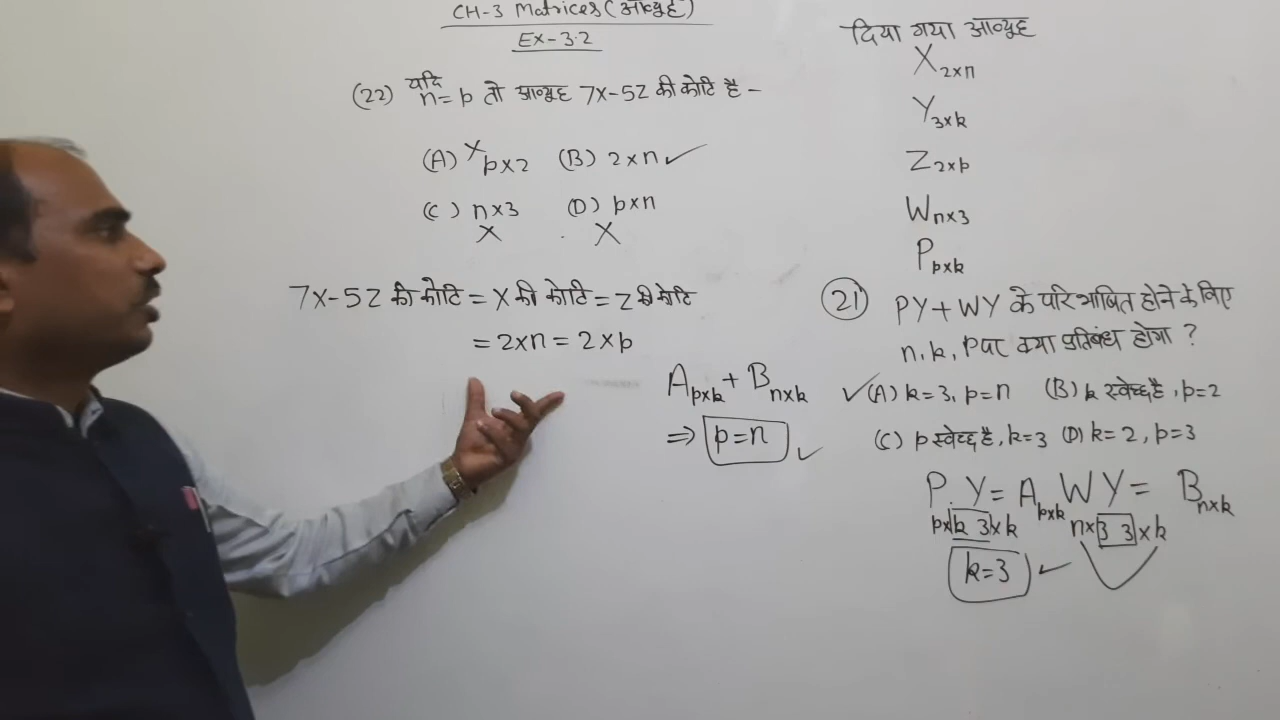 CH-3 Matrices (आव्यूह)
EX-3.2
(22) यदि n=p तो आव्यूह 7X-5Z की कोटि है -
(A) p×2 (B) 2×n ✓
X
(C) n×3 (D) p×n
X X
7X-5Z की कोटि = X की कोटि = Z की कोटि
= 2×n = 2×p
A p×k + B n×k
⇒ p=n ✓
दिया गया आव्यूह
X 2×n
Y 3×k
Z 2×p
W n×3
P p×k
(21) PY+WY के परिभाषित होने के लिए
n, k, p पर क्या प्रतिबंध होगा ?
✓(A) k=3, p=n (B) k स्वेच्छ है, p=2
(C) p स्वेच्छ है, k=3 (D) k=2, p=3
P. Y = A p×k WY = B n×k
p×k 3×k n×3 3×k
k=3 ✓